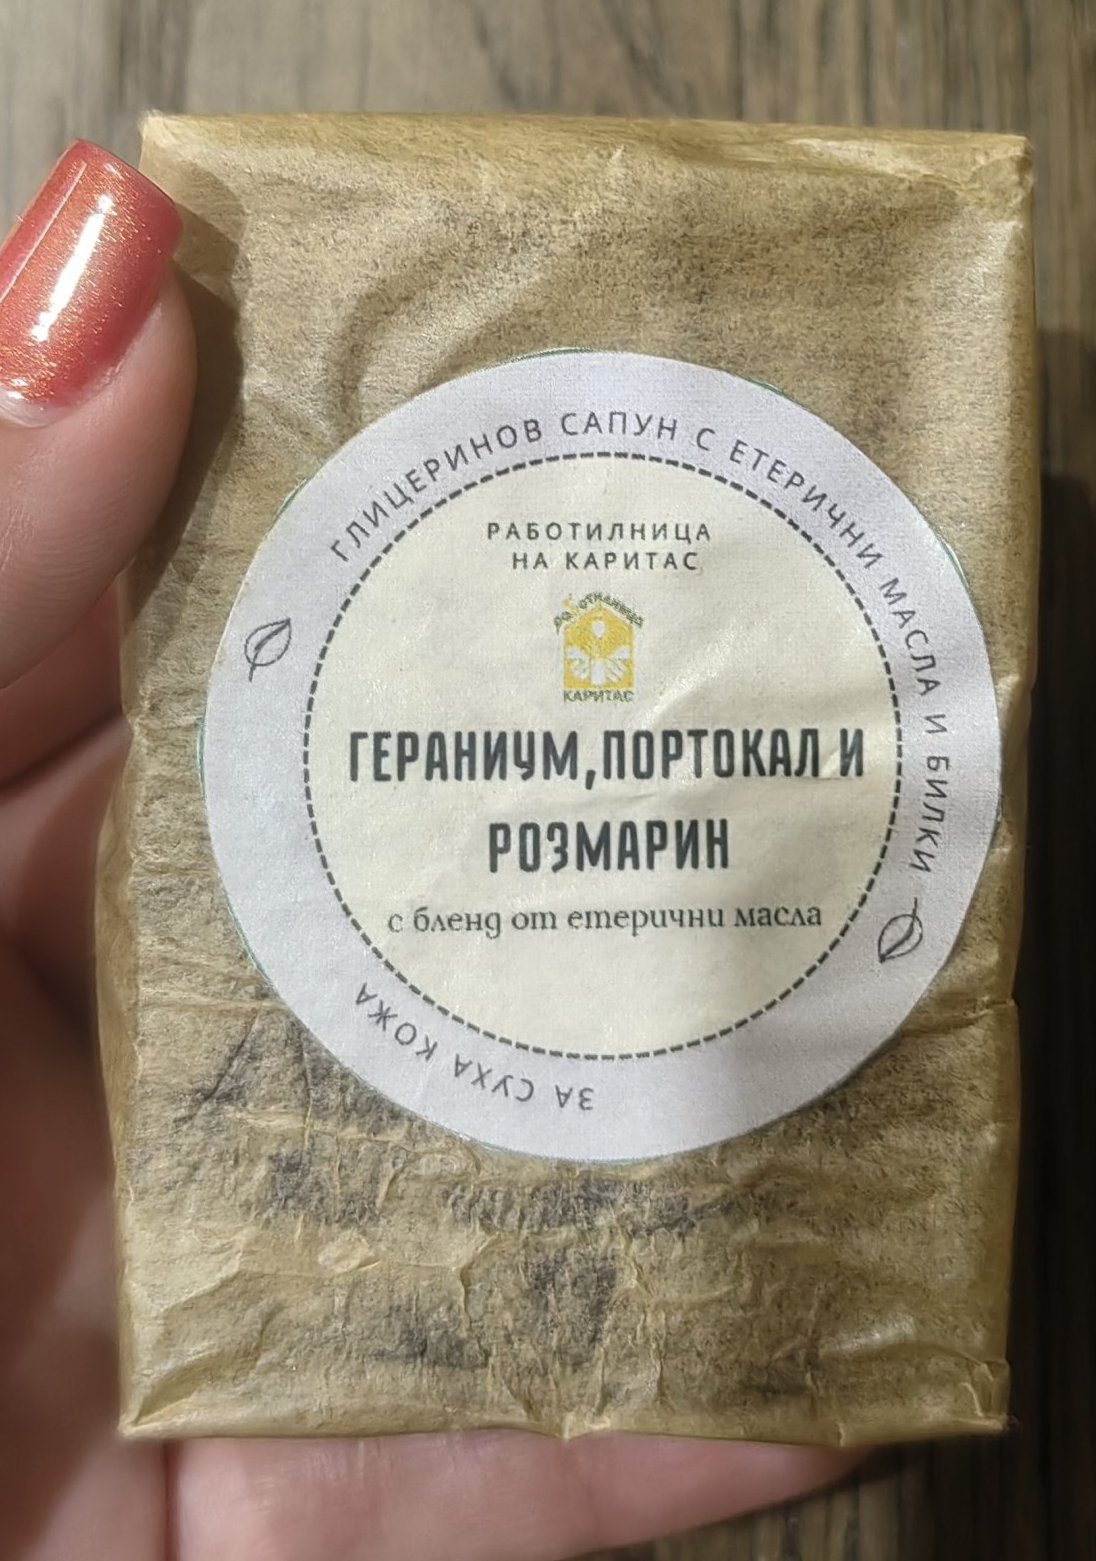 ГЛИЦЕРИНОВ САПУН С ЕТЕРИЧНИ МАСЛА И БИЛКИ
РАБОТИЛНИЦА
НА КАРИТАС
РАБОТИЛНИЦА
КАРИТАС
ГЕРАНИУМ,ПОРТОКАЛ И
РОЗМАРИН
с бленд от етерични масла
ЗА СУХА КОЖА